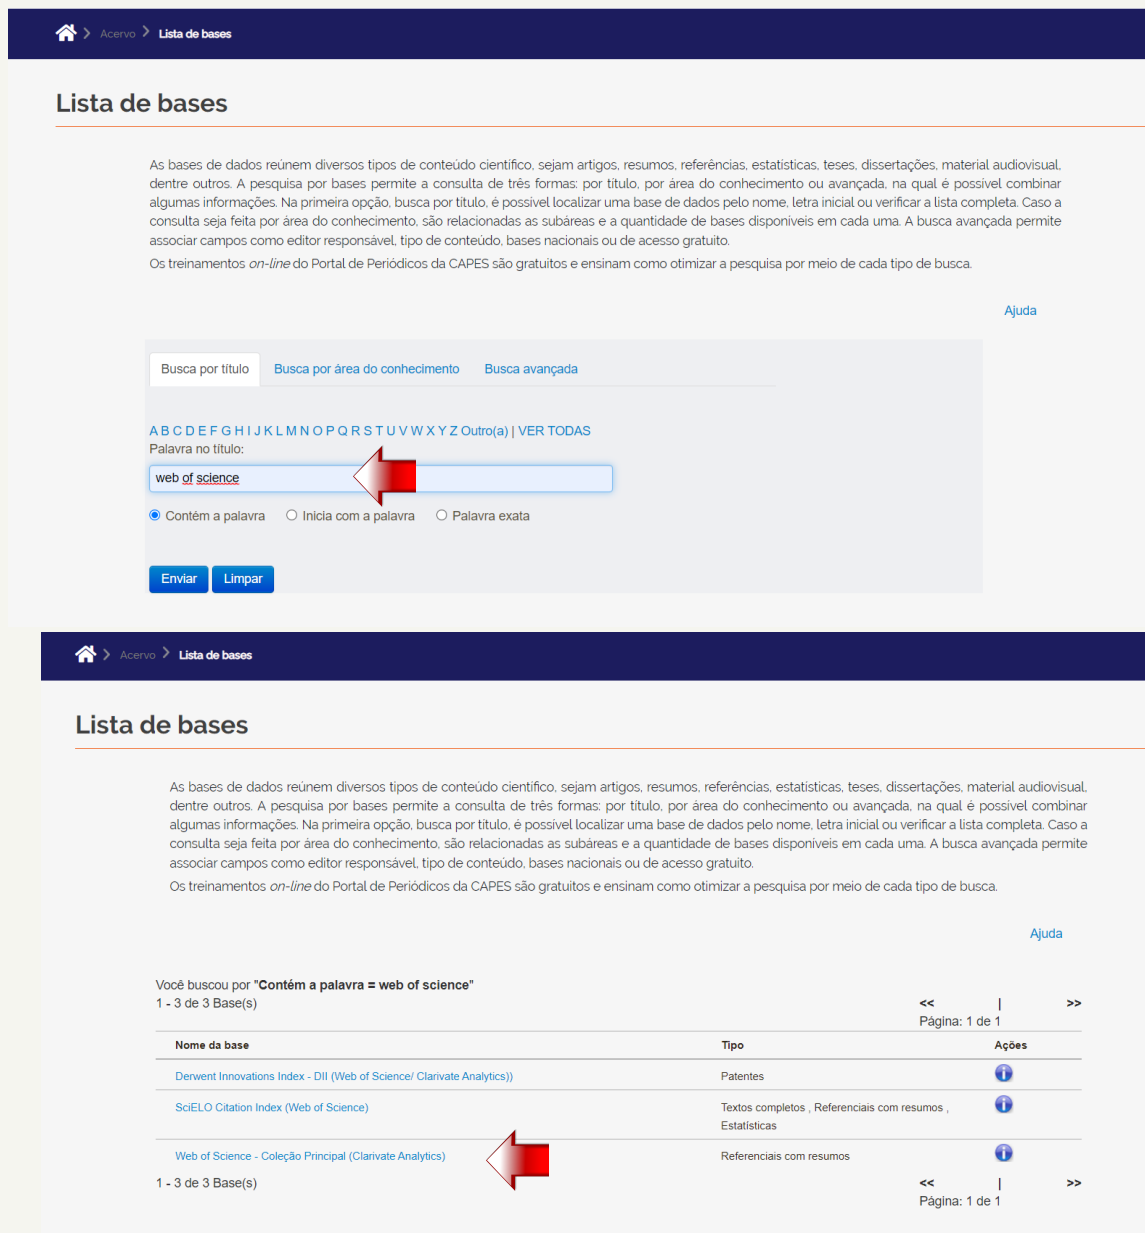 Acervo Lista de bases
Lista de bases
As bases de dados reúnem diversos tipos de conteúdo científico, sejam artigos, resumos, referências, estatísticas, teses, dissertações, material audiovisual,
dentre outros. A pesquisa por bases permite a consulta de três formas: por título, por área do conhecimento ou avançada, na qual é possível combinar
algumas informações. Na primeira opção, busca por título, é possível localizar uma base de dados pelo nome, letra inicial ou verificar a lista completa. Caso a
consulta seja feita por área do conhecimento, são relacionadas as subáreas e a quantidade de bases disponíveis em cada uma. A busca avançada permite
associar campos como editor responsável, tipo de conteúdo, bases nacionais ou de acesso gratuito.
Os treinamentos on-line do Portal de Periódicos da CAPES são gratuitos e ensinam como otimizar a pesquisa por meio de cada tipo de busca.
Ajuda
Busca por título Busca por área do conhecimento Busca avançada
A B C D E F G H I J K L M N O P Q R S T U V W X Y Z Outro(a) | VER TODAS
Palavra no título:
web of science
Contém a palavra Inicia com a palavra Palavra exata
Enviar Limpar
Acervo Lista de bases
Lista de bases
As bases de dados reúnem diversos tipos de conteúdo científico, sejam artigos, resumos, referências, estatísticas, teses, dissertações, material audiovisual,
dentre outros. A pesquisa por bases permite a consulta de três formas: por título, por área do conhecimento ou avançada, na qual é possível combinar
algumas informações. Na primeira opção, busca por título, é possível localizar uma base de dados pelo nome, letra inicial ou verificar a lista completa. Caso a
consulta seja feita por área do conhecimento, são relacionadas as subáreas e a quantidade de bases disponíveis em cada uma. A busca avançada permite
associar campos como editor responsável, tipo de conteúdo, bases nacionais ou de acesso gratuito.
Os treinamentos on-line do Portal de Periódicos da CAPES são gratuitos e ensinam como otimizar a pesquisa por meio de cada tipo de busca.
Ajuda
Você buscou por "Contém a palavra = web of science"
1 - 3 de 3 Base(s) << | >>
Página: 1 de 1
Nome da base Tipo Ações
Derwent Innovations Index - DII (Web of Science/ Clarivate Analytics)) Patentes
SciELO Citation Index (Web of Science) Textos completos , Referenciais com resumos ,
Estatísticas
Web of Science - Coleção Principal (Clarivate Analytics) Referenciais com resumos
1 - 3 de 3 Base(s) << | >>
Página: 1 de 1